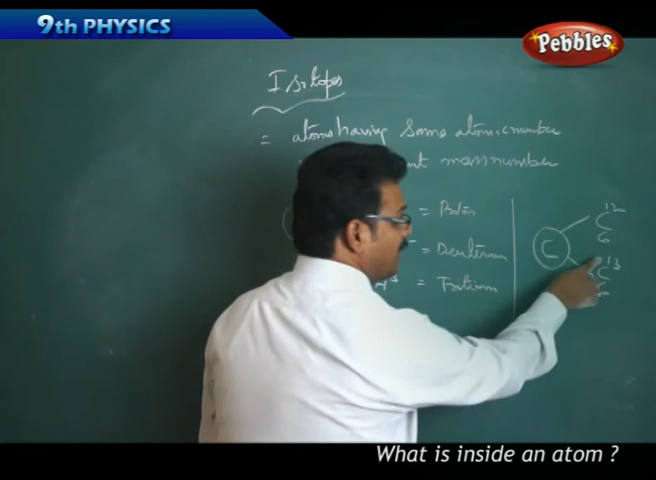 9th PHYSICS
Pebbles
Isotopes
= atoms having same atomic number
mass number
= Deuterium
= Tritium
C
12
C
6
13
C
What is inside an atom ?